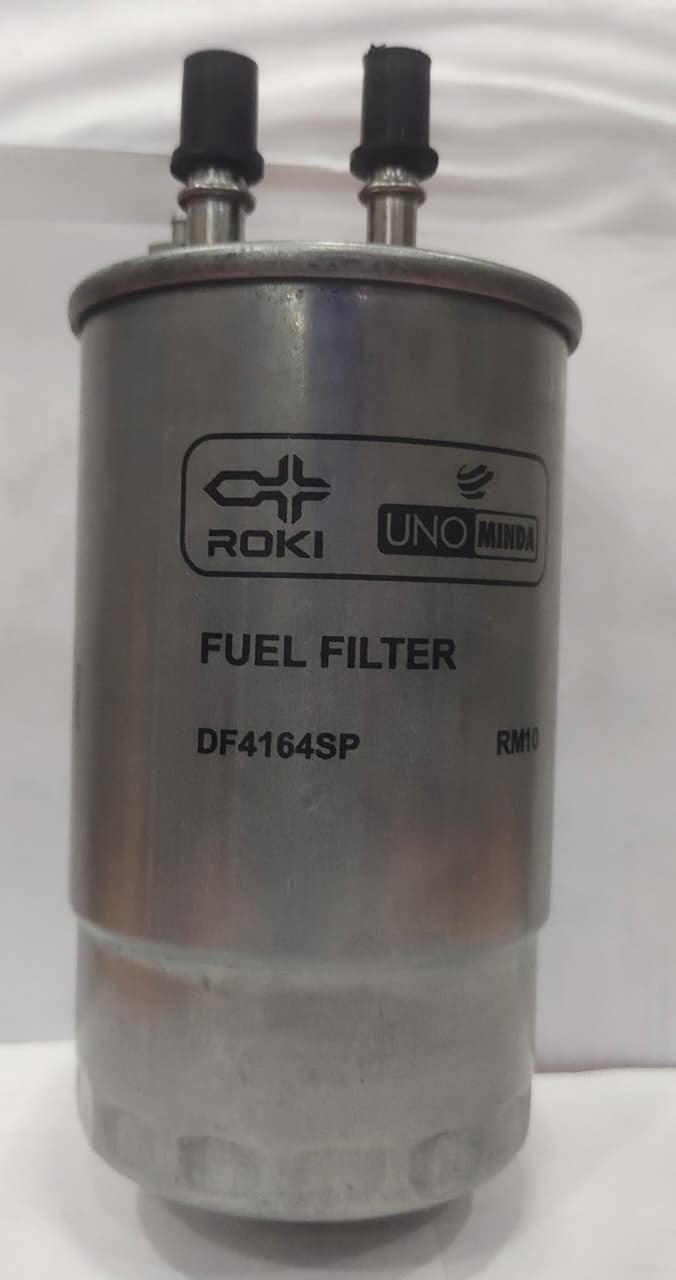 ROKI
UNO MINDA
FUEL FILTER
DF4164SP RM10